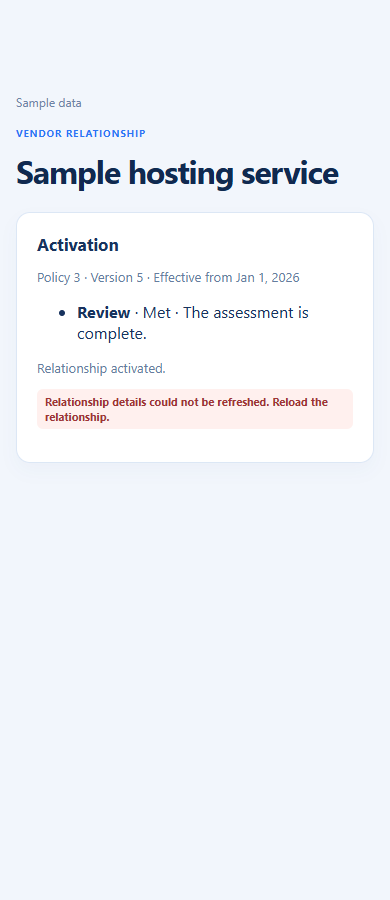 Sample data
VENDOR RELATIONSHIP
Sample hosting service
Activation
Policy 3 · Version 5 · Effective from Jan 1, 2026
• Review · Met · The assessment is
complete.
Relationship activated.
Relationship details could not be refreshed. Reload the
relationship.